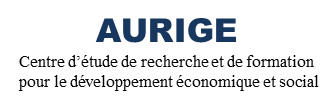 AURIGE
Centre d’étude de recherche et de formation
pour le développement économique et social